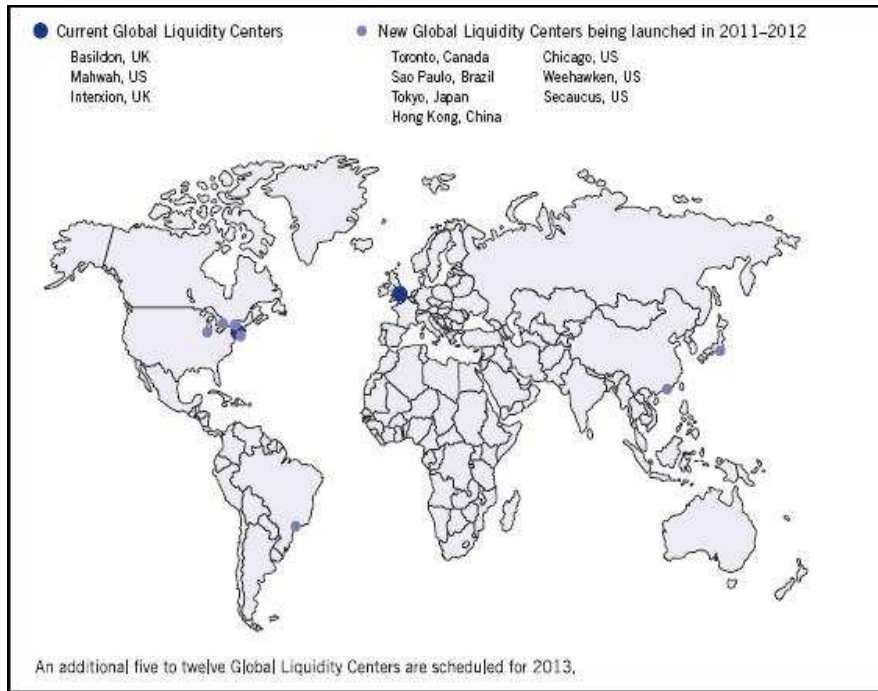 Current Global Liquidity Centers
Basildon, UK
Mahwah, US
Interxion, UK
New Global Liquidity Centers being launched in 2011–2012
Toronto, Canada
Sao Paulo, Brazil
Tokyo, Japan
Hong Kong, China
Chicago, US
Weehawken, US
Secaucus, US
An additional five to twelve Global Liquidity Centers are scheduled for 2013.